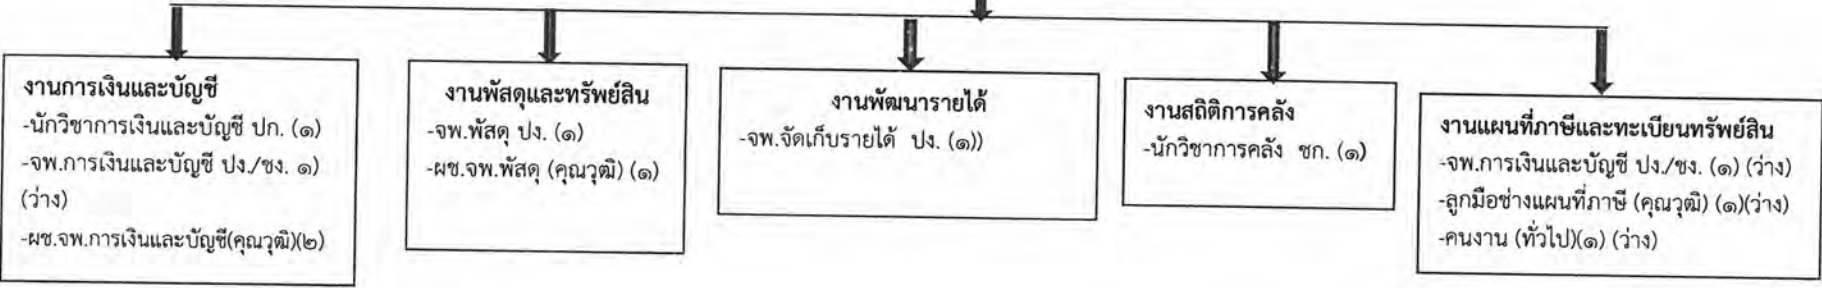 งานการเงินและบัญชี
-นักวิชาการเงินและบัญชี ปก. (๑)
-จพ.การเงินและบัญชี ปง./ชง. ๑)
(ว่าง)
-ผช.จพ.การเงินและบัญชี(คุณวุฒิ)(๒)
งานพัสดุและทรัพย์สิน
-จพ.พัสดุ ปง. (๑)
-ผช.จพ.พัสดุ (คุณวุฒิ) (๑)
งานพัฒนารายได้
-จพ.จัดเก็บรายได้ ปง. (๑))
งานสถิติการคลัง
-นักวิชาการคลัง ชก. (๑)
งานแผนที่ภาษีและทะเบียนทรัพย์สิน
-จพ.การเงินและบัญชี ปง./ชง. (๑) (ว่าง)
-ลูกมือช่างแผนที่ภาษี (คุณวุฒิ) (๑)(ว่าง)
-คนงาน (ทั่วไป)(๑) (ว่าง)